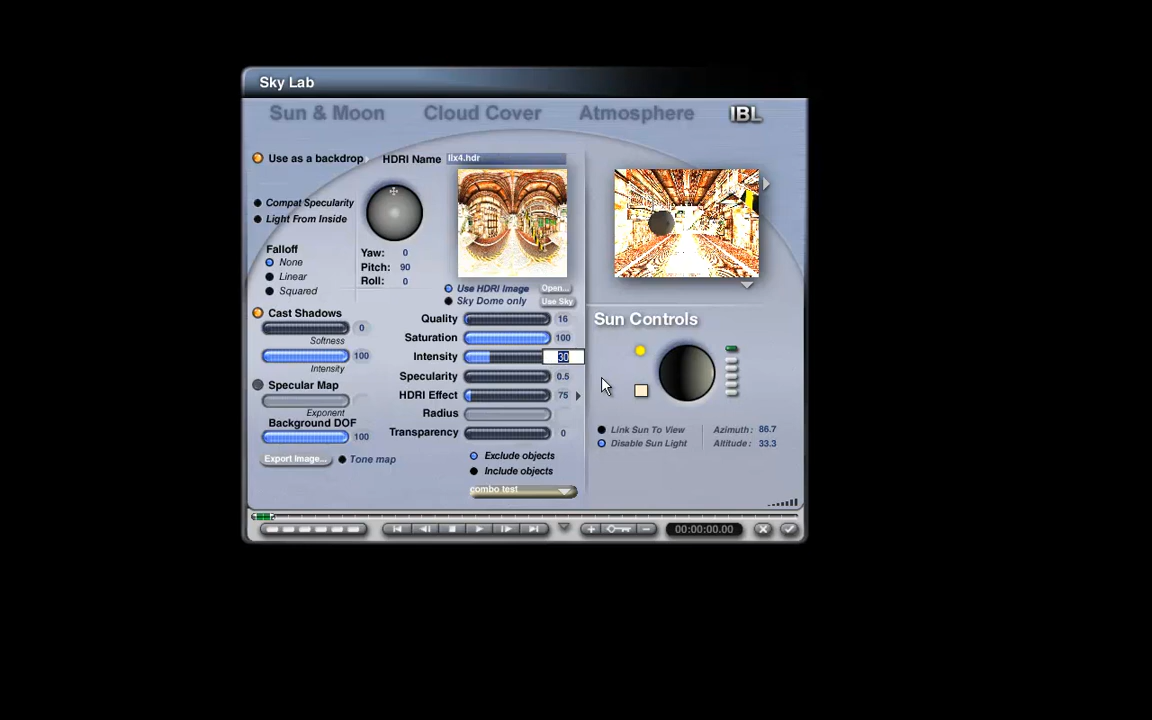 Sky Lab
Sun & Moon Cloud Cover Atmosphere IBL
Use as a backdrop
HDRI Name
llx4.hdr
Compat Specularity
Light From Inside
Falloff
None
Linear
Squared
Yaw: 0
Pitch: 90
Roll: 0
Use HDRI Image Open...
Sky Dome only Use Sky
Cast Shadows
0
Softness
100
Intensity
Specular Map
Exponent
Background DOF
100
Export Image... Tone map
Quality 16
Saturation 100
Intensity 30
Specularity 0.5
HDRI Effect 75
Radius
Transparency 0
Exclude objects
Include objects
combo test
Sun Controls
Link Sun To View
Disable Sun Light
Azimuth: 86.7
Altitude: 33.3
00:00:00.00